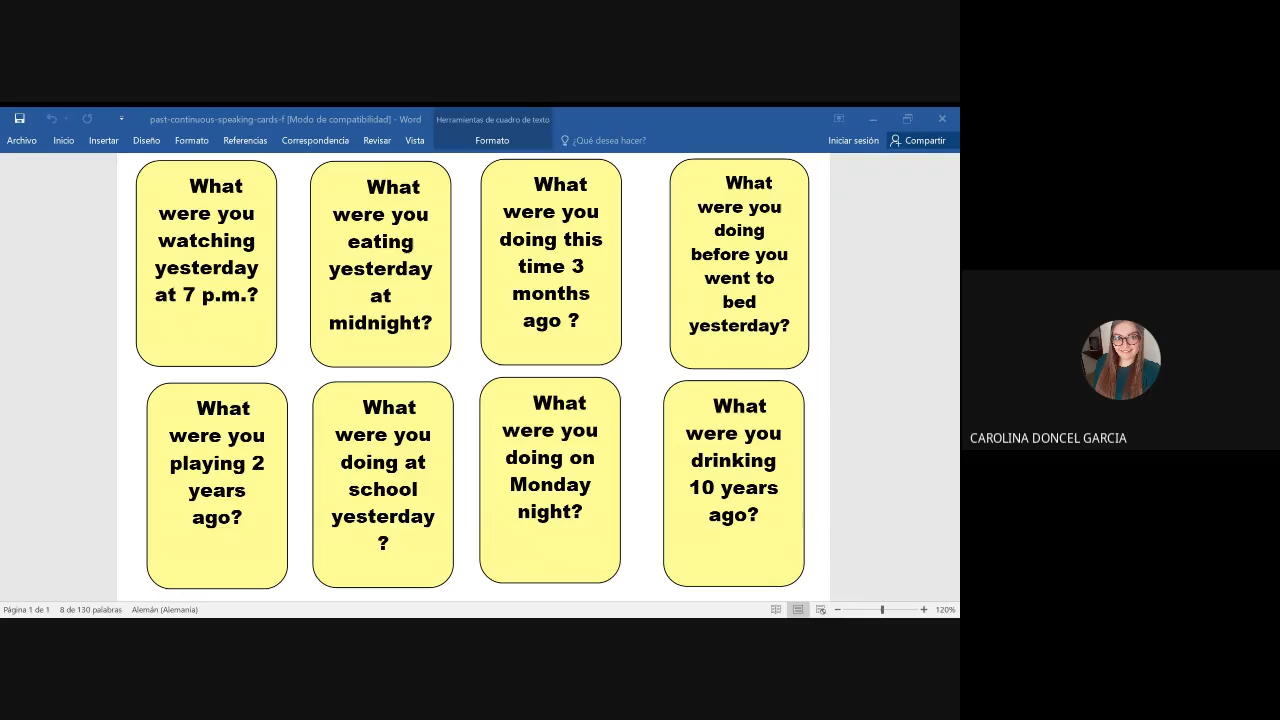 past-continuous-speaking-cards-f [Modo de compatibilidad] - Word
Herramientas de cuadro de texto
Archivo Inicio Insertar Diseño Formato Referencias Correspondencia Revisar Vista Formato ¿Qué desea hacer? Iniciar sesión Compartir
What
were you
watching
yesterday
at 7 p.m.?
What
were you
eating
yesterday
at
midnight?
What
were you
doing this
time 3
months
ago ?
What
were you
doing
before you
went to
bed
yesterday?
What
were you
playing 2
years
ago?
What
were you
doing at
school
yesterday
?
What
were you
doing on
Monday
night?
What
were you
drinking
10 years
ago?
CAROLINA DONCEL GARCIA
Página 1 de 1 8 de 130 palabras Alemán (Alemania) 120%